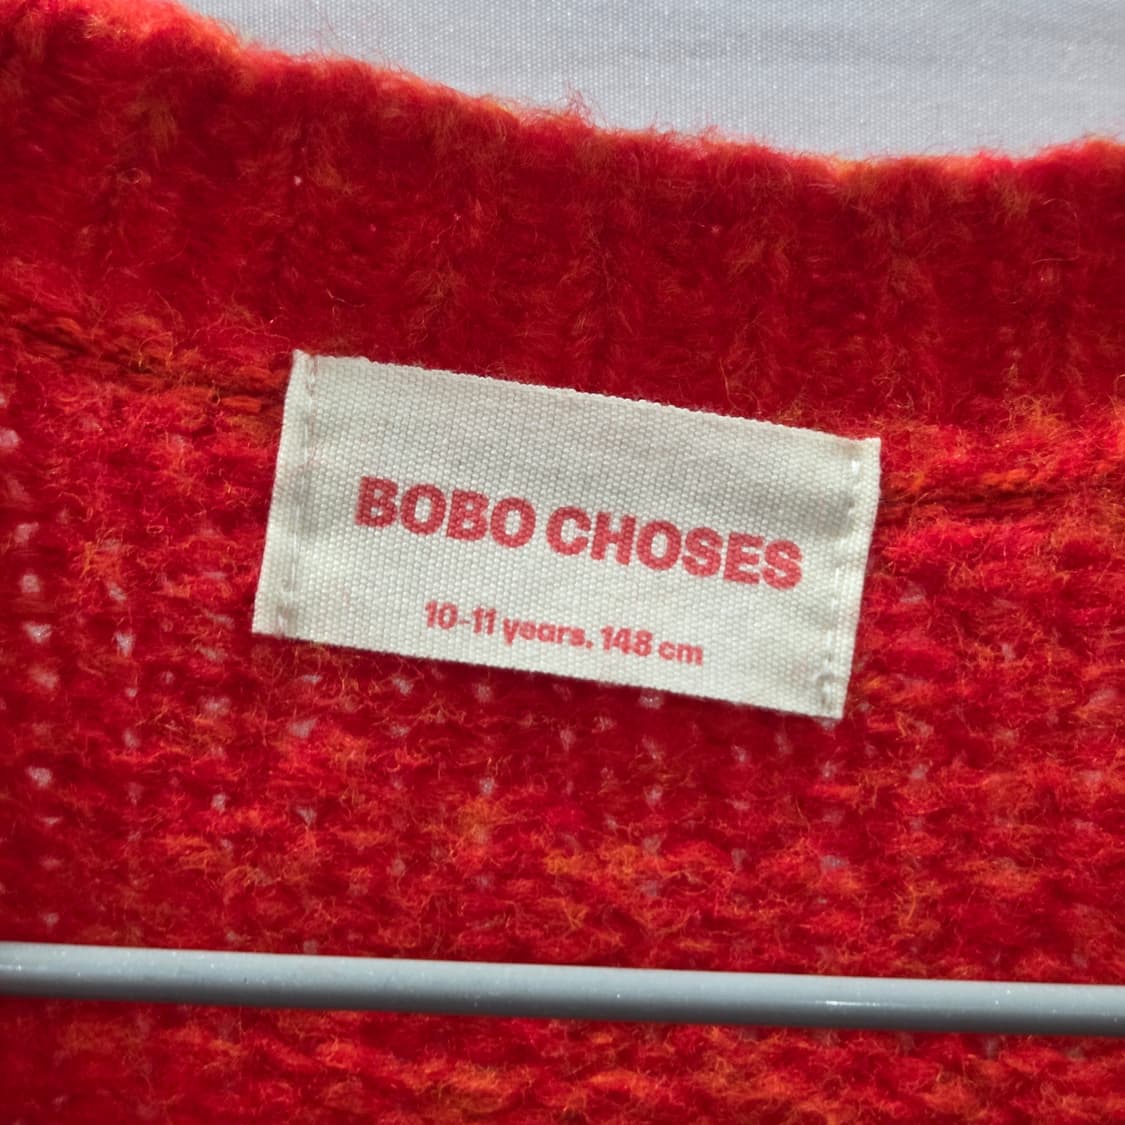 BOBO CHOSES
10-11 years. 148 cm